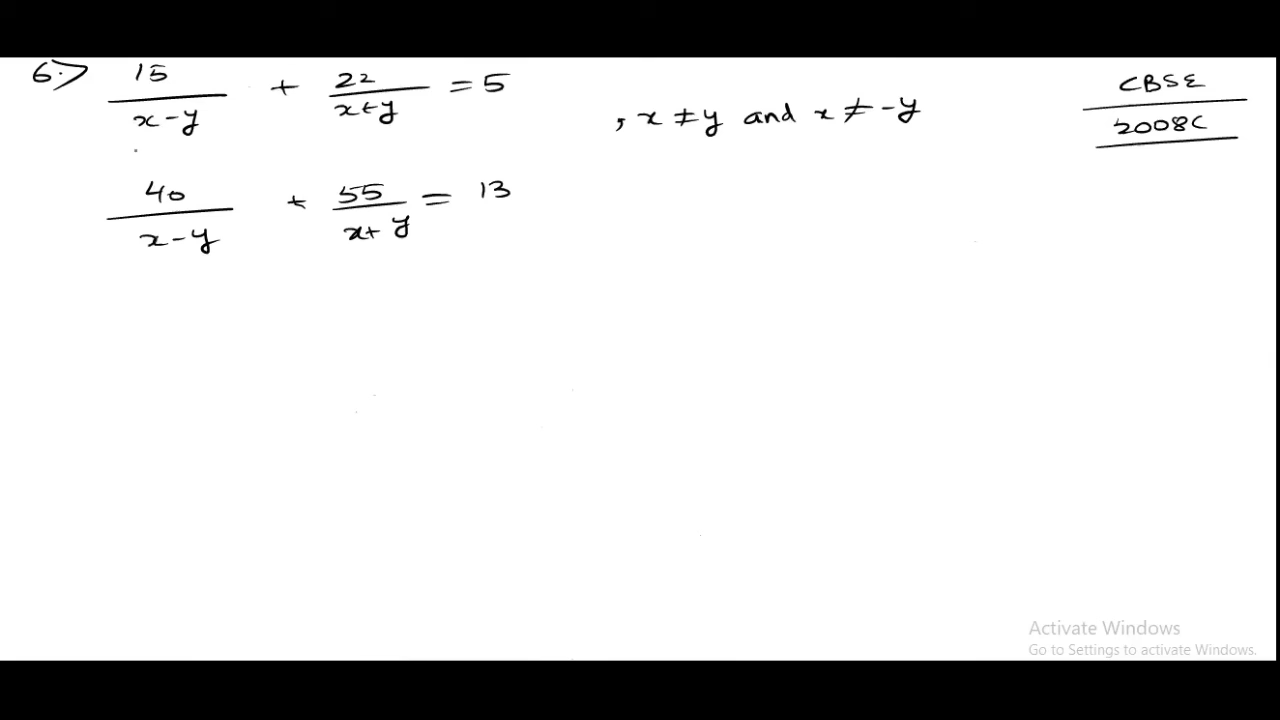 6.> 15/(x-y) + 22/(x+y) = 5 , x ≠ y and x ≠ -y
CBSE
2008C
40/(x-y) + 55/(x+y) = 13
Activate Windows
Go to Settings to activate Windows.